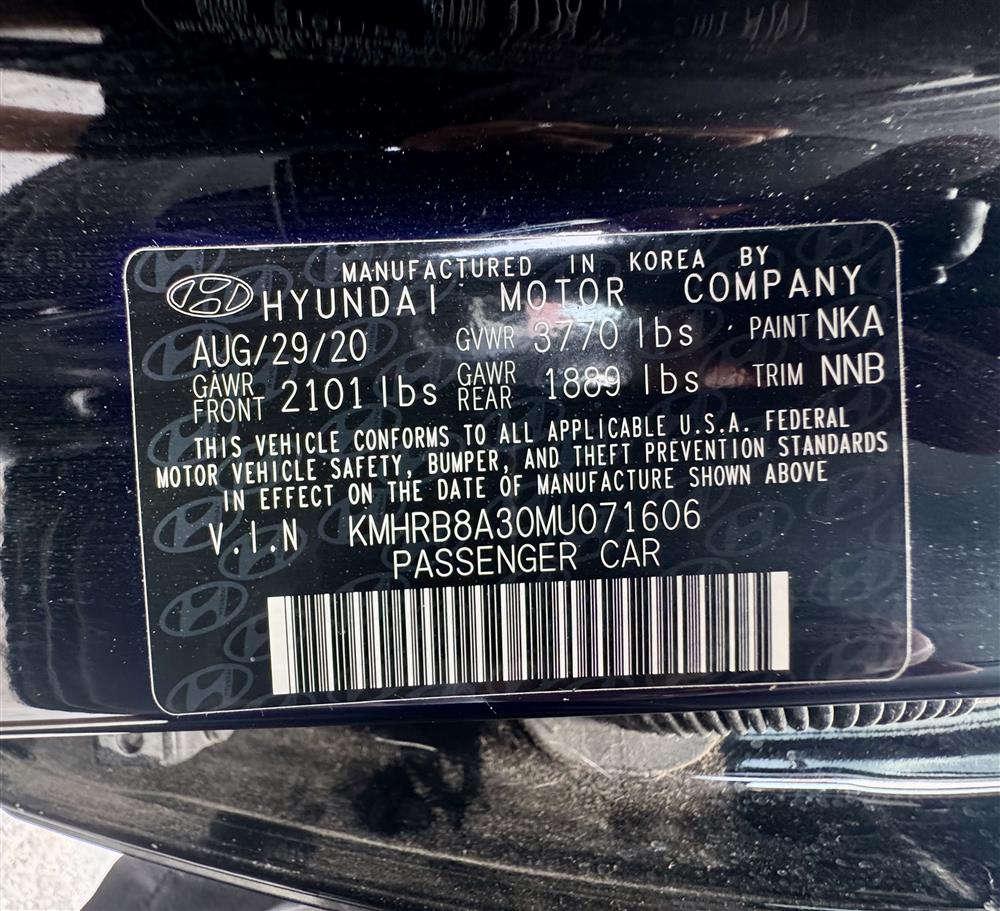 MANUFACTURED IN KOREA BY
HYUNDAI MOTOR COMPANY
AUG/29/20 GVWR 3770 lbs PAINT NKA
GAWR FRONT 2101 lbs GAWR REAR 1889 lbs TRIM NNB
THIS VEHICLE CONFORMS TO ALL APPLICABLE U.S.A. FEDERAL
MOTOR VEHICLE SAFETY, BUMPER, AND THEFT PREVENTION STANDARDS
IN EFFECT ON THE DATE OF MANUFACTURE SHOWN ABOVE
V.I.N KMHRB8A30MU071606
PASSENGER CAR